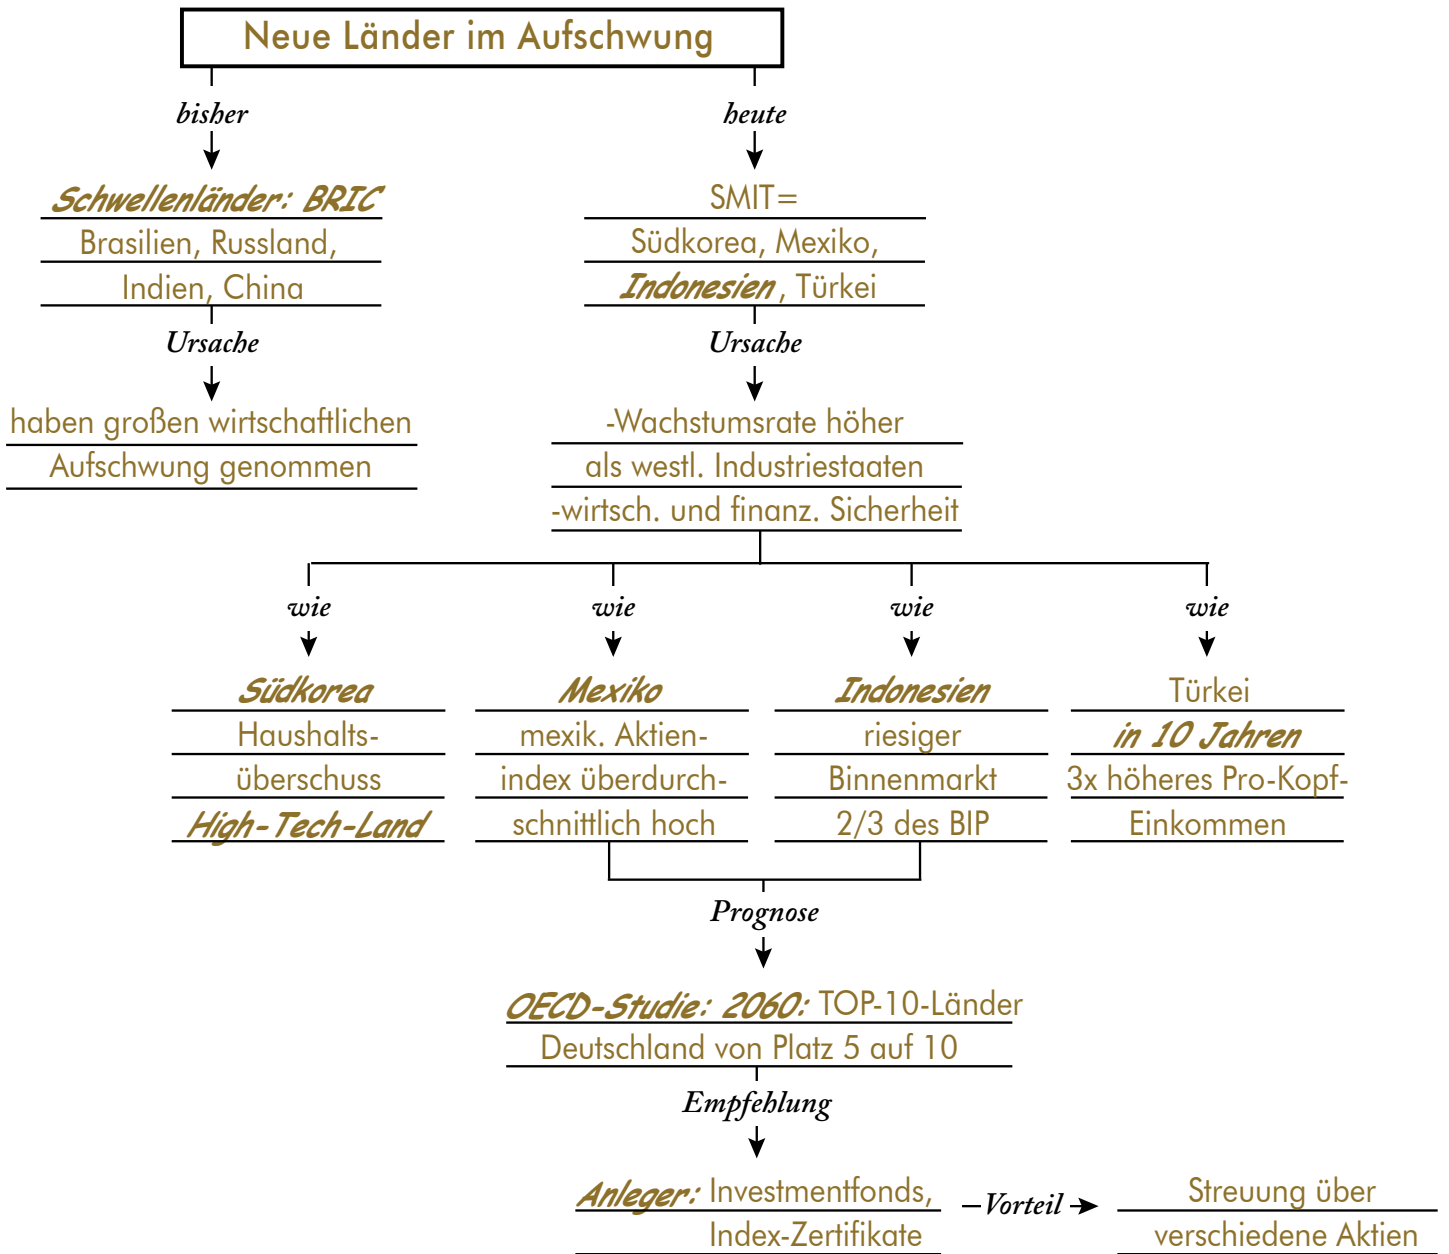 Neue Länder im Aufschwung
bisher
heute
Schwellenländer: BRIC
Brasilien, Russland,
Indien, China
SMIT=
Südkorea, Mexiko,
Indonesien, Türkei
Ursache
Ursache
haben großen wirtschaftlichen
Aufschwung genommen
-Wachstumsrate höher
als westl. Industriestaaten
-wirtsch. und finanz. Sicherheit
wie
wie
wie
wie
Südkorea
Haushalts-
überschuss
High-Tech-Land
Mexiko
mexik. Aktien-
index überdurch-
schnittlich hoch
Indonesien
riesiger
Binnenmarkt
2/3 des BIP
Türkei
in 10 Jahren
3x höheres Pro-Kopf-
Einkommen
Prognose
OECD-Studie: 2060: TOP-10-Länder
Deutschland von Platz 5 auf 10
Empfehlung
Anleger: Investmentfonds,
Index-Zertifikate
Vorteil
Streuung über
verschiedene Aktien